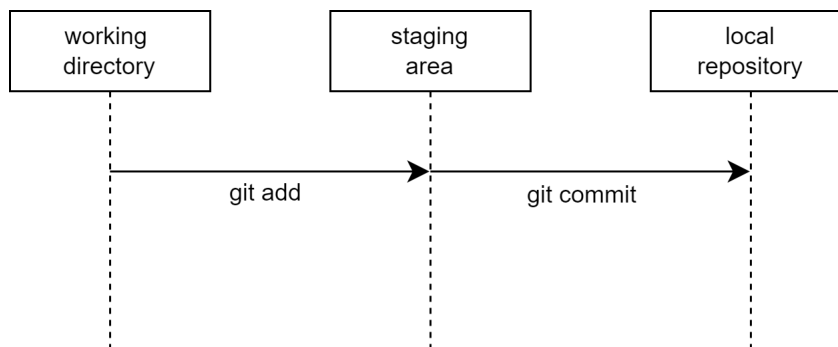 working
directory
staging
area
local
repository
git add
git commit